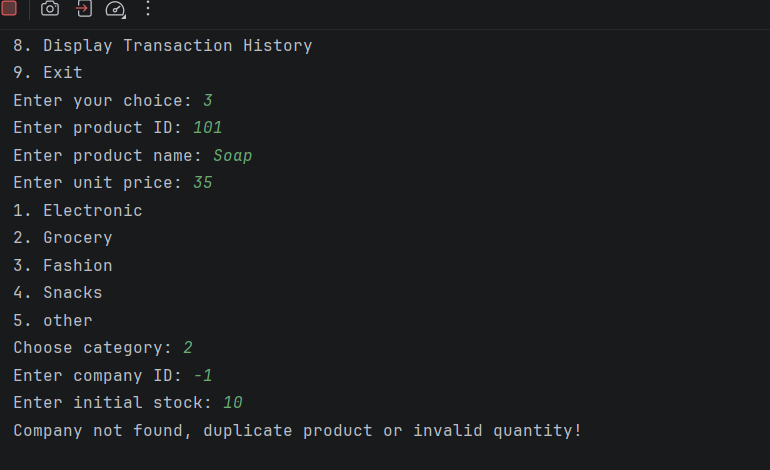 8. Display Transaction History
9. Exit
Enter your choice: 3
Enter product ID: 101
Enter product name: Soap
Enter unit price: 35
1. Electronic
2. Grocery
3. Fashion
4. Snacks
5. other
Choose category: 2
Enter company ID: -1
Enter initial stock: 10
Company not found, duplicate product or invalid quantity!